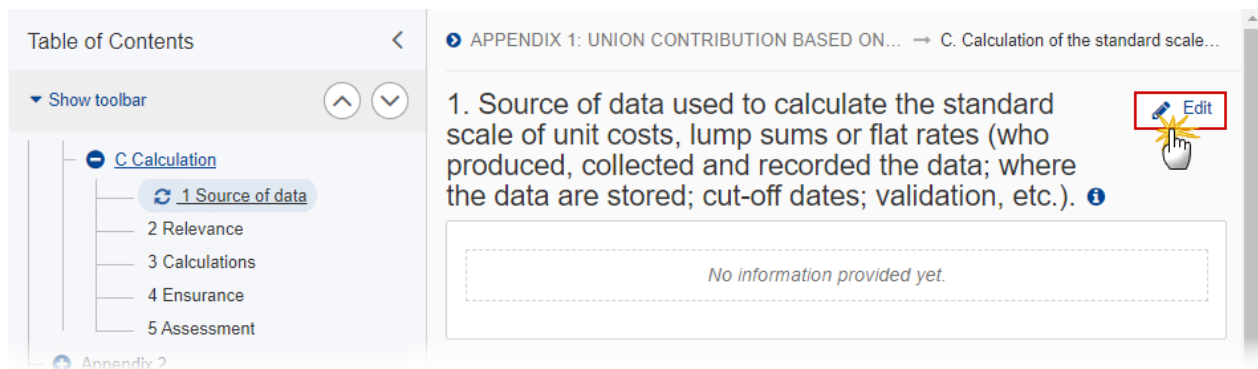 Table of Contents
Show toolbar
C Calculation
1 Source of data
2 Relevance
3 Calculations
4 Ensurance
5 Assessment
Appendix 2
APPENDIX 1: UNION CONTRIBUTION BASED ON... → C. Calculation of the standard scale...
1. Source of data used to calculate the standard
scale of unit costs, lump sums or flat rates (who
produced, collected and recorded the data; where
the data are stored; cut-off dates; validation, etc.).
Edit
No information provided yet.